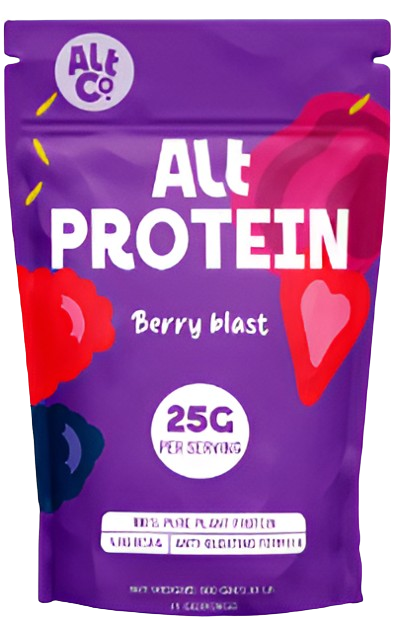 ALt
Co.
ALt
PROTEIN
Berry blast
25G
PER SERVING
100% PURE PLANT PROTEIN